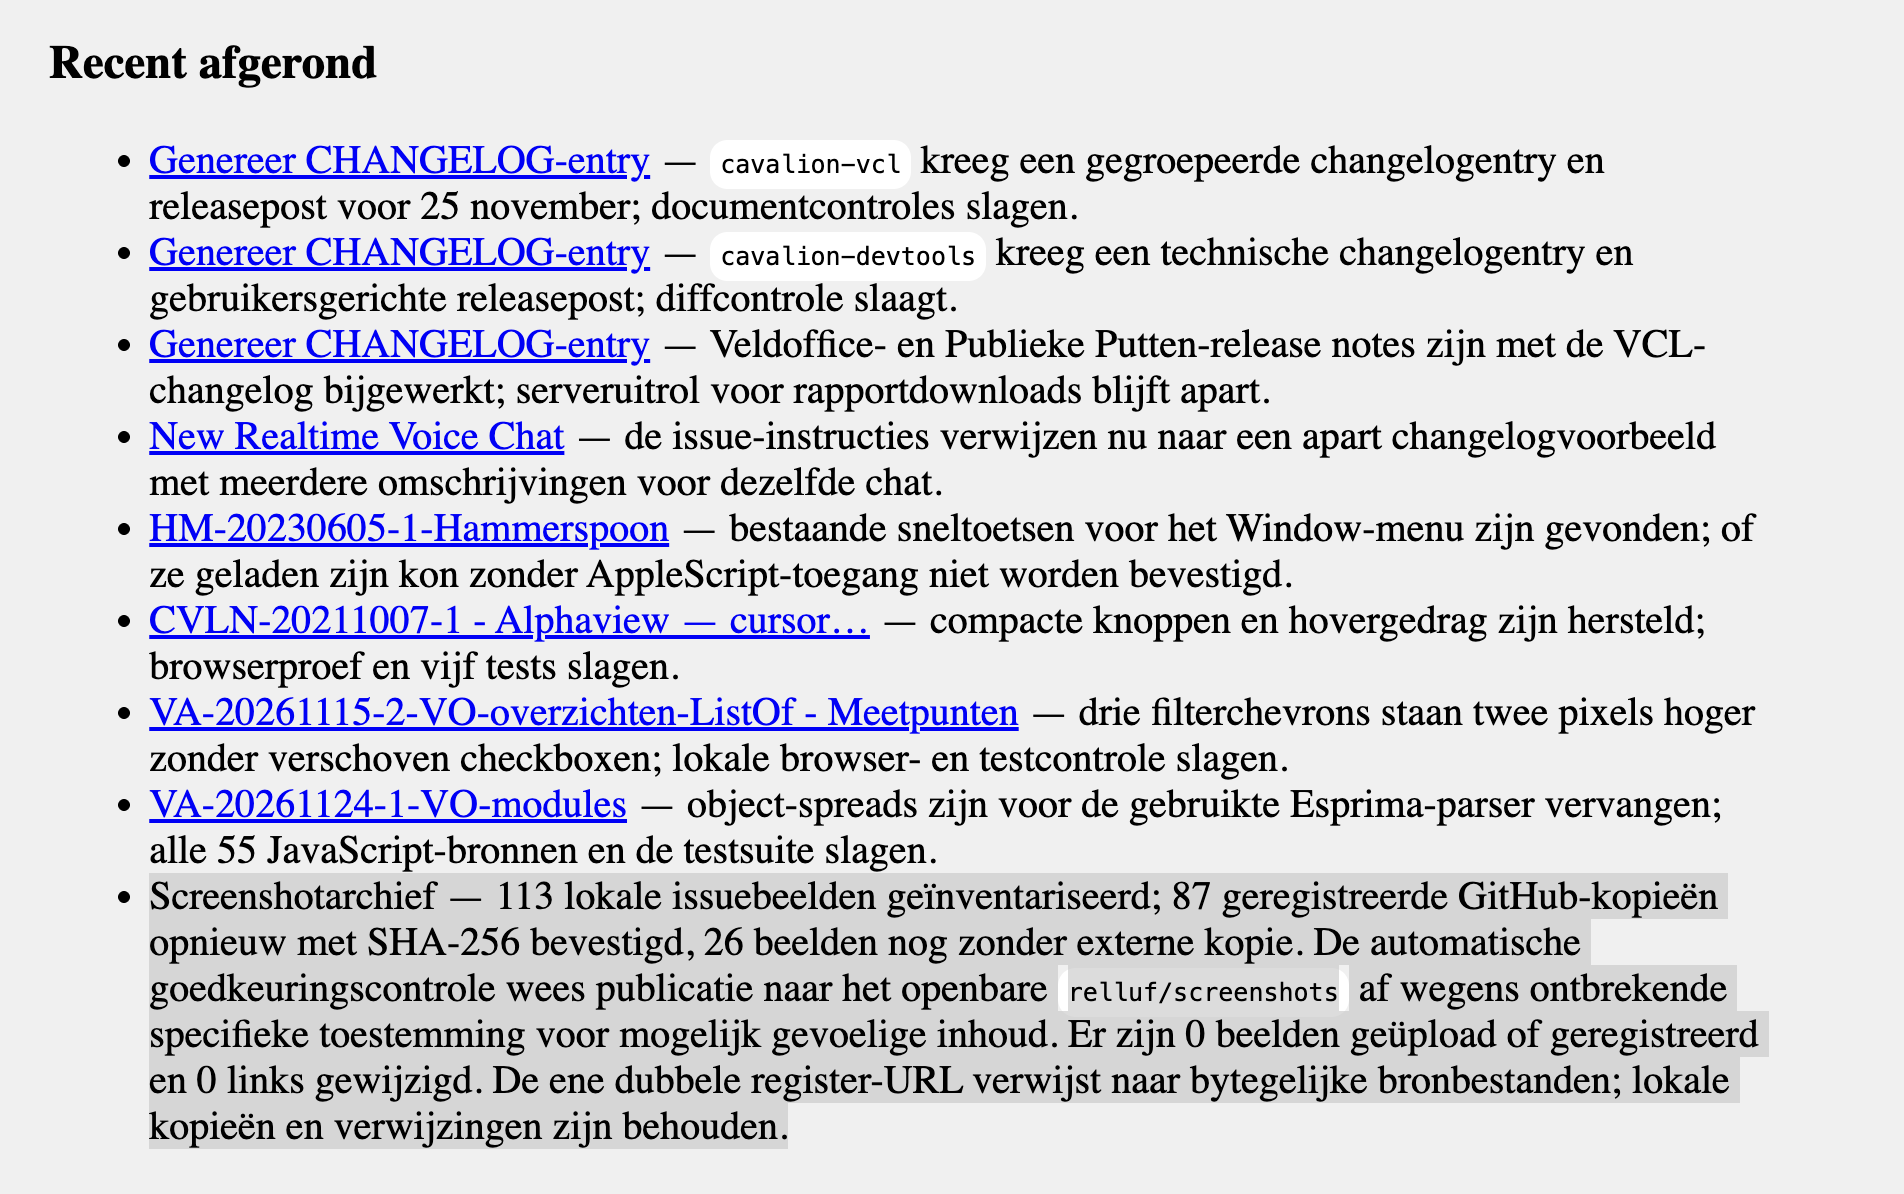 Recent afgerond
Genereer CHANGELOG-entry — cavalion-vcl kreeg een gegroepeerde changelogentry en
releasepost voor 25 november; documentcontroles slagen.
Genereer CHANGELOG-entry — cavalion-devtools kreeg een technische changelogentry en
gebruikersgerichte releasepost; diffcontrole slaagt.
Genereer CHANGELOG-entry — Veldoffice- en Publieke Putten-release notes zijn met de VCL-
changelog bijgewerkt; serveruitrol voor rapportdownloads blijft apart.
New Realtime Voice Chat — de issue-instructies verwijzen nu naar een apart changelogvoorbeeld
met meerdere omschrijvingen voor dezelfde chat.
HM-20230605-1-Hammerspoon — bestaande sneltoetsen voor het Window-menu zijn gevonden; of
ze geladen zijn kon zonder AppleScript-toegang niet worden bevestigd.
CVLN-20211007-1 - Alphaview — cursor… — compacte knoppen en hovergedrag zijn hersteld;
browserproef en vijf tests slagen.
VA-20261115-2-VO-overzichten-ListOf - Meetpunten — drie filterchevrons staan twee pixels hoger
zonder verschoven checkboxen; lokale browser- en testcontrole slagen.
VA-20261124-1-VO-modules — object-spreads zijn voor de gebruikte Esprima-parser vervangen;
alle 55 JavaScript-bronnen en de testsuite slagen.
Screenshotarchief — 113 lokale issuebeelden geïnventariseerd; 87 geregistreerde GitHub-kopieën
opnieuw met SHA-256 bevestigd, 26 beelden nog zonder externe kopie. De automatische
goedkeuringscontrole wees publicatie naar het openbare relluf/screenshots af wegens ontbrekende
specifieke toestemming voor mogelijk gevoelige inhoud. Er zijn 0 beelden geüpload of geregistreerd
en 0 links gewijzigd. De ene dubbele register-URL verwijst naar bytegelijke bronbestanden; lokale
kopieën en verwijzingen zijn behouden.